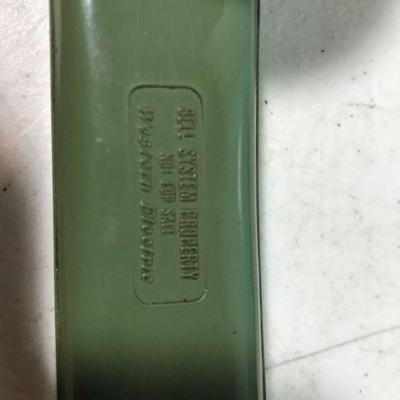 BELL SYSTEM PROPERTY
NOT FOR SALE
Western Electric